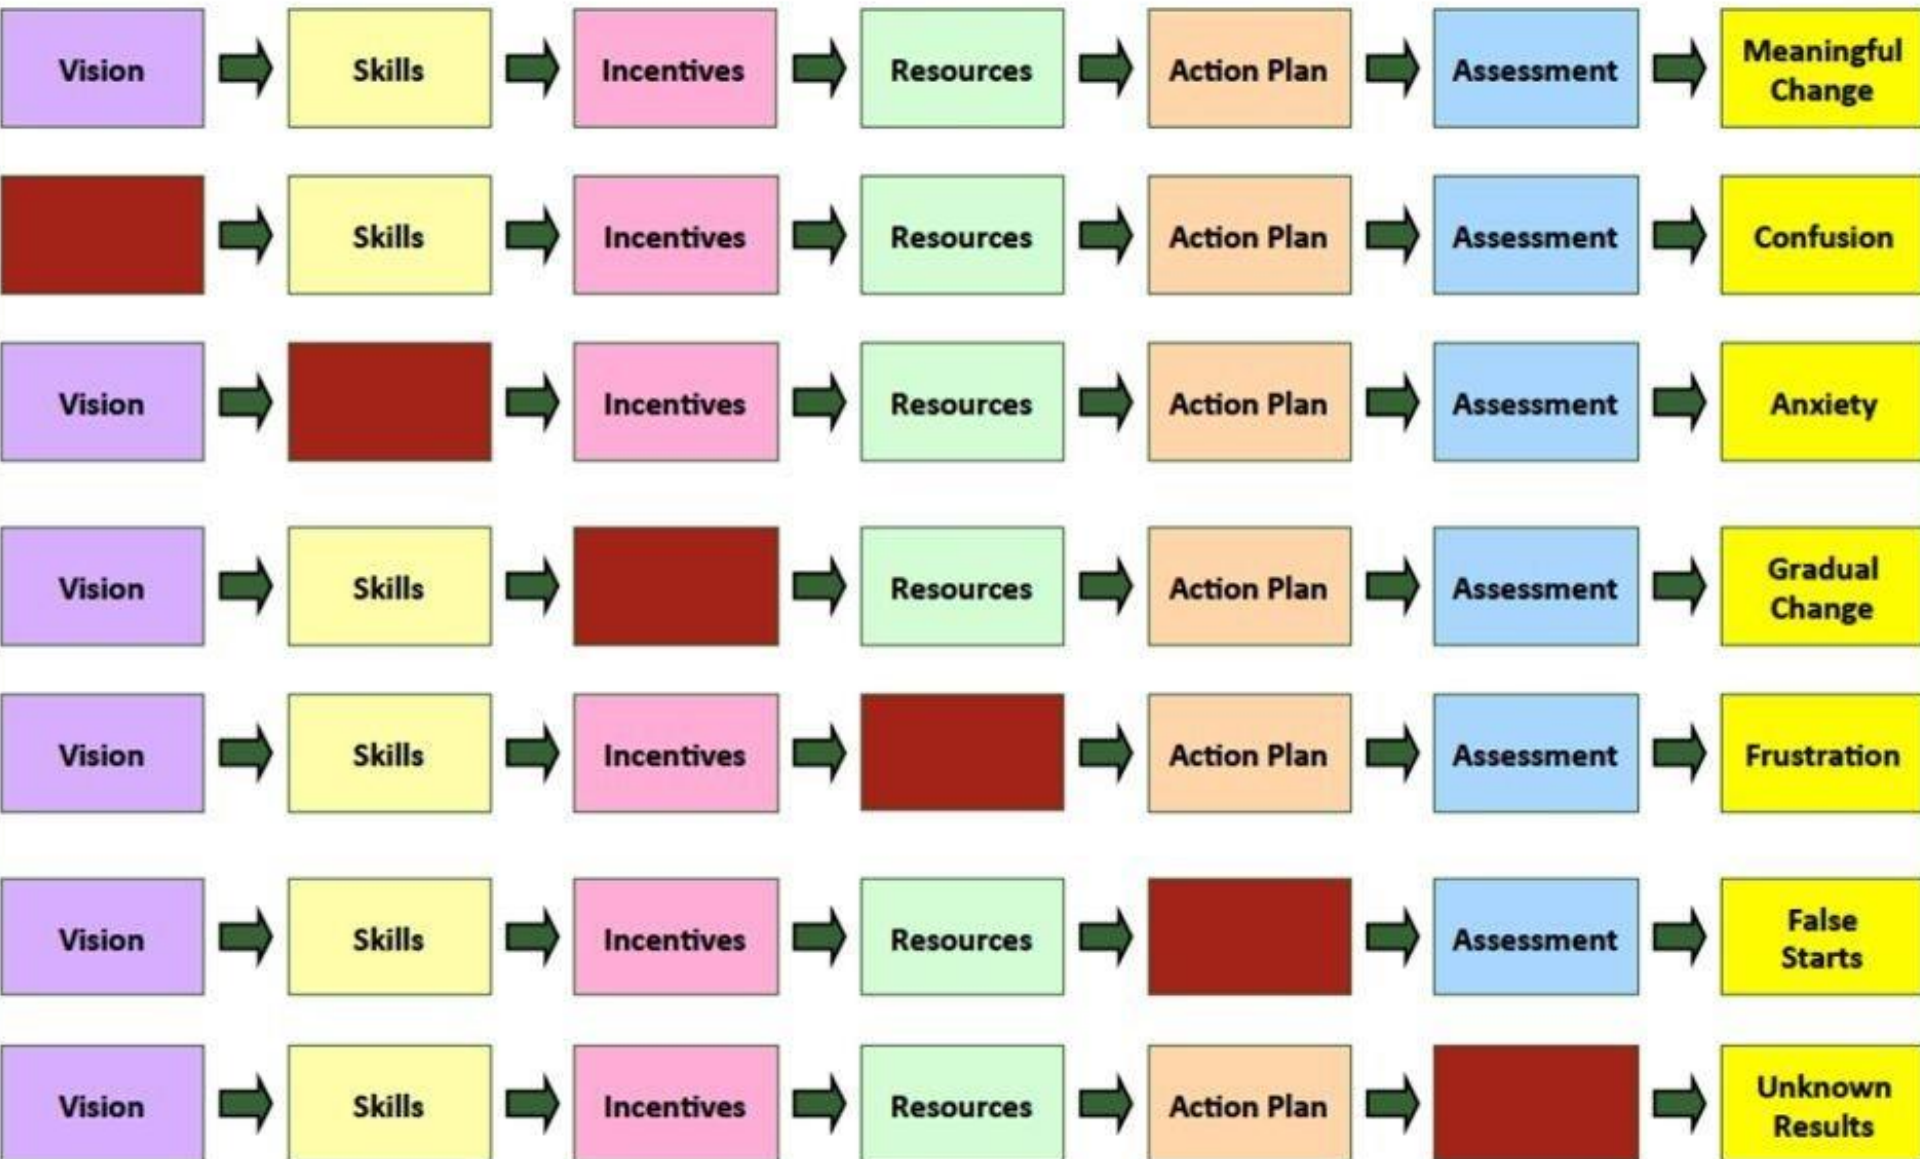 Vision Skills Incentives Resources Action Plan Assessment Meaningful
Change
Skills Incentives Resources Action Plan Assessment Confusion
Vision Incentives Resources Action Plan Assessment Anxiety
Vision Skills Resources Action Plan Assessment Gradual
Change
Vision Skills Incentives Action Plan Assessment Frustration
Vision Skills Incentives Resources Assessment False
Starts
Vision Skills Incentives Resources Action Plan Unknown
Results